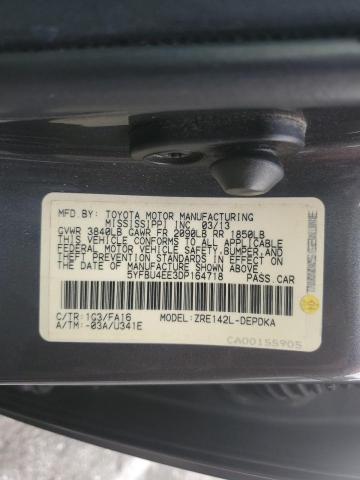 MFD.BY: TOYOTA MOTOR MANUFACTURING
MISSISSIPPI, INC. 03/13
GVWR 3840LB GAWR FR 2090LB RR 1850LB
THIS VEHICLE CONFORMS TO ALL APPLICABLE
FEDERAL MOTOR VEHICLE SAFETY,BUMPER,AND
THEFT PREVENTION STANDARDS IN EFFECT ON
THE DATE OF MANUFACTURE SHOWN ABOVE.
5YFBU4EE3DP164718 PASS.CAR
C/TR:1G3/FA16 MODEL:ZRE142L-DEPDKA
A/TM:-03A/U341E
CA00155905